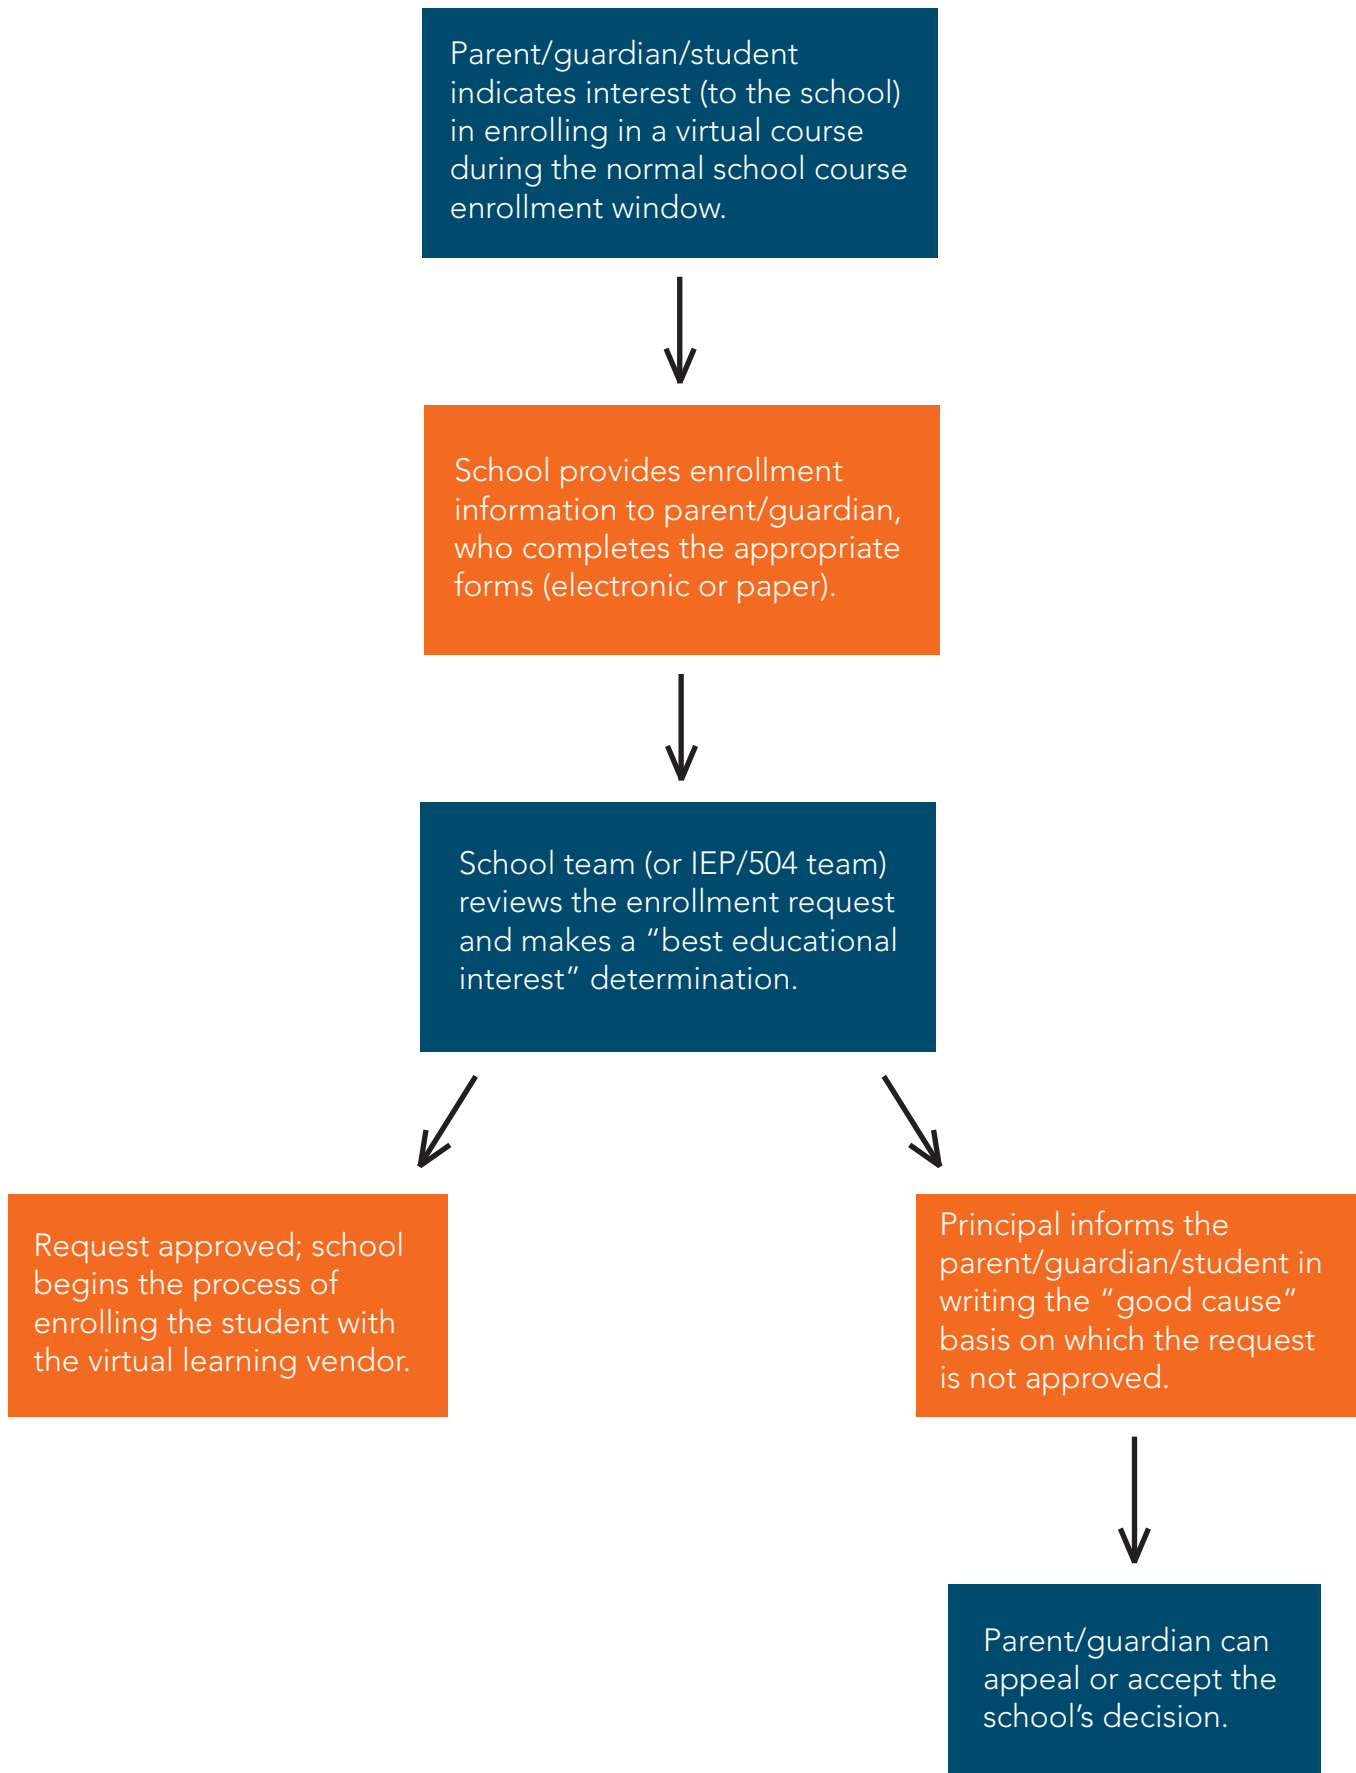 Parent/guardian/student
indicates interest (to the school)
in enrolling in a virtual course
during the normal school course
enrollment window.
School provides enrollment
information to parent/guardian,
who completes the appropriate
forms (electronic or paper).
School team (or IEP/504 team)
reviews the enrollment request
and makes a “best educational
interest” determination.
Request approved; school
begins the process of
enrolling the student with
the virtual learning vendor.
Principal informs the
parent/guardian/student in
writing the “good cause”
basis on which the request
is not approved.
Parent/guardian can
appeal or accept the
school’s decision.